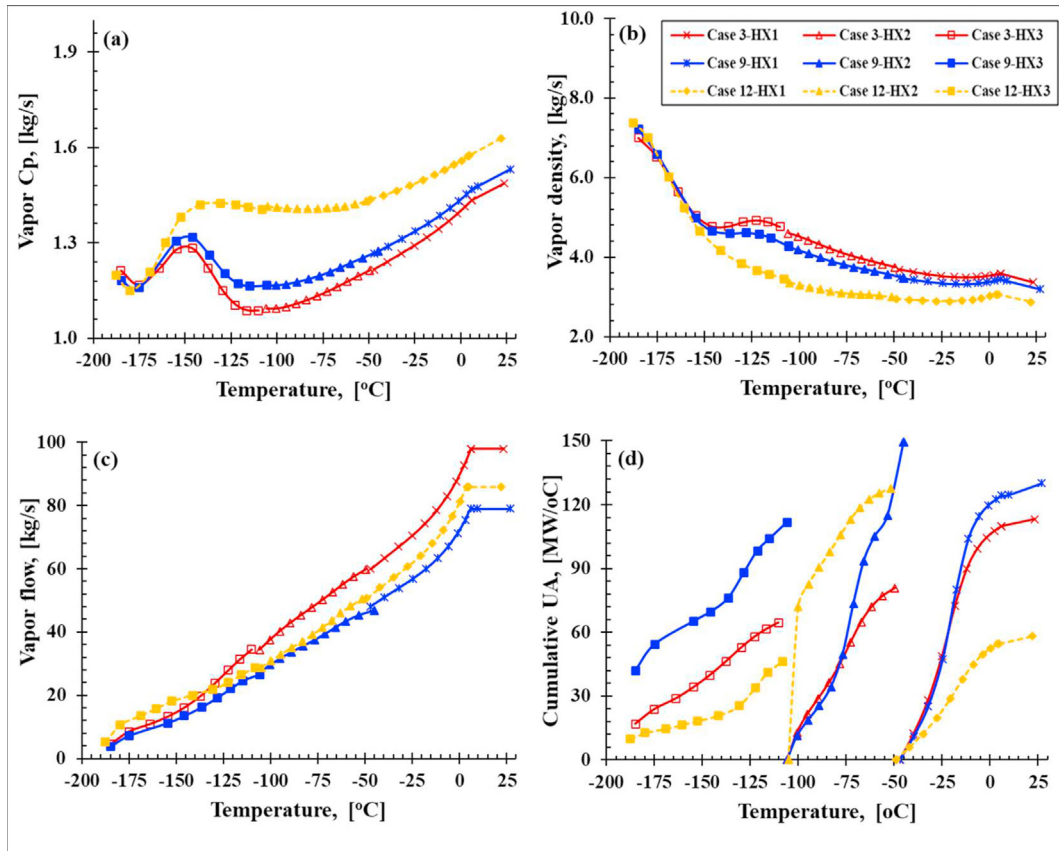 (a)
Vapor Cp, [kg/s]
1.9
1.6
1.3
1.0
-200 -175 -150 -125 -100 -75 -50 -25 0 25
Temperature, [°C]
(b)
Vapor density, [kg/s]
10.0
8.0
6.0
4.0
2.0
Case 3-HX1 Case 3-HX2 Case 3-HX3
Case 9-HX1 Case 9-HX2 Case 9-HX3
Case 12-HX1 Case 12-HX2 Case 12-HX3
-200 -175 -150 -125 -100 -75 -50 -25 0 25
Temperature, [°C]
(c)
Vapor flow, [kg/s]
100
80
60
40
20
0
-200 -175 -150 -125 -100 -75 -50 -25 0 25
Temperature, [°C]
(d)
Cumulative UA, [MW/oC]
150
120
90
60
30
0
-200 -175 -150 -125 -100 -75 -50 -25 0 25
Temperature, [oC]